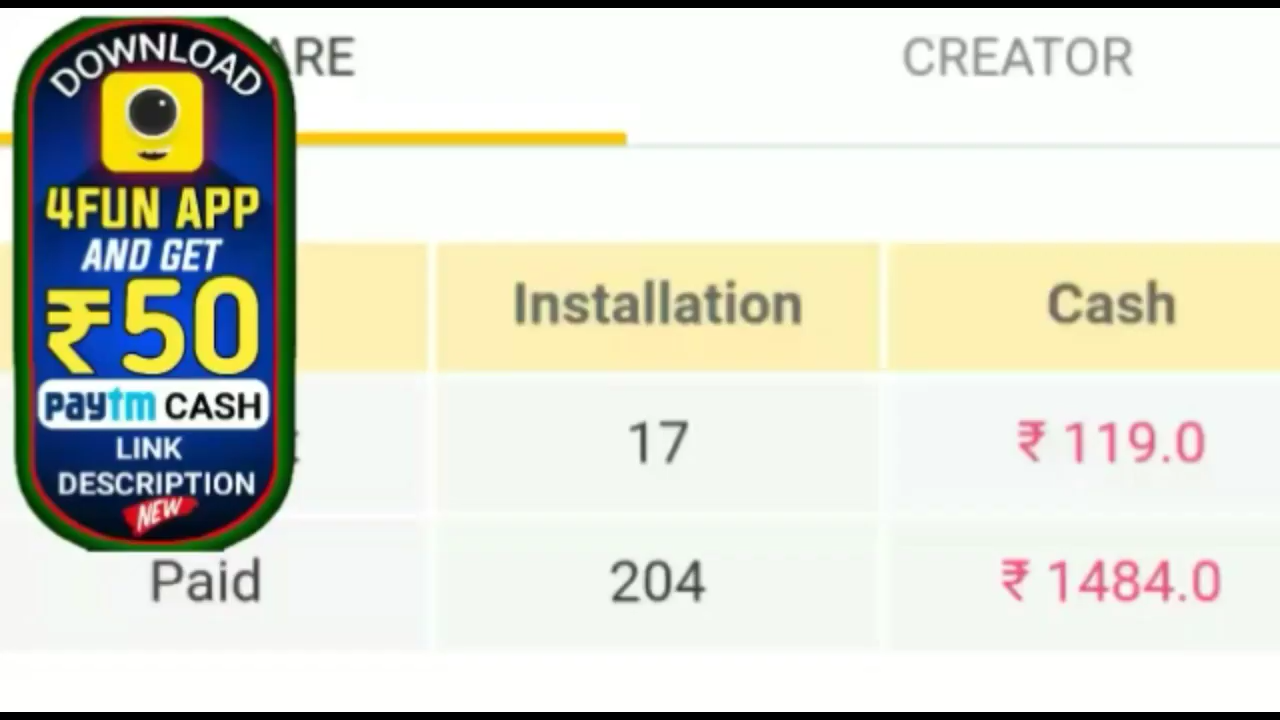 DOWNLOAD
4FUN APP
AND GET
₹50
paytm CASH
LINK
DESCRIPTION
NEW
CREATOR
Installation Cash
17 ₹ 119.0
Paid 204 ₹ 1484.0